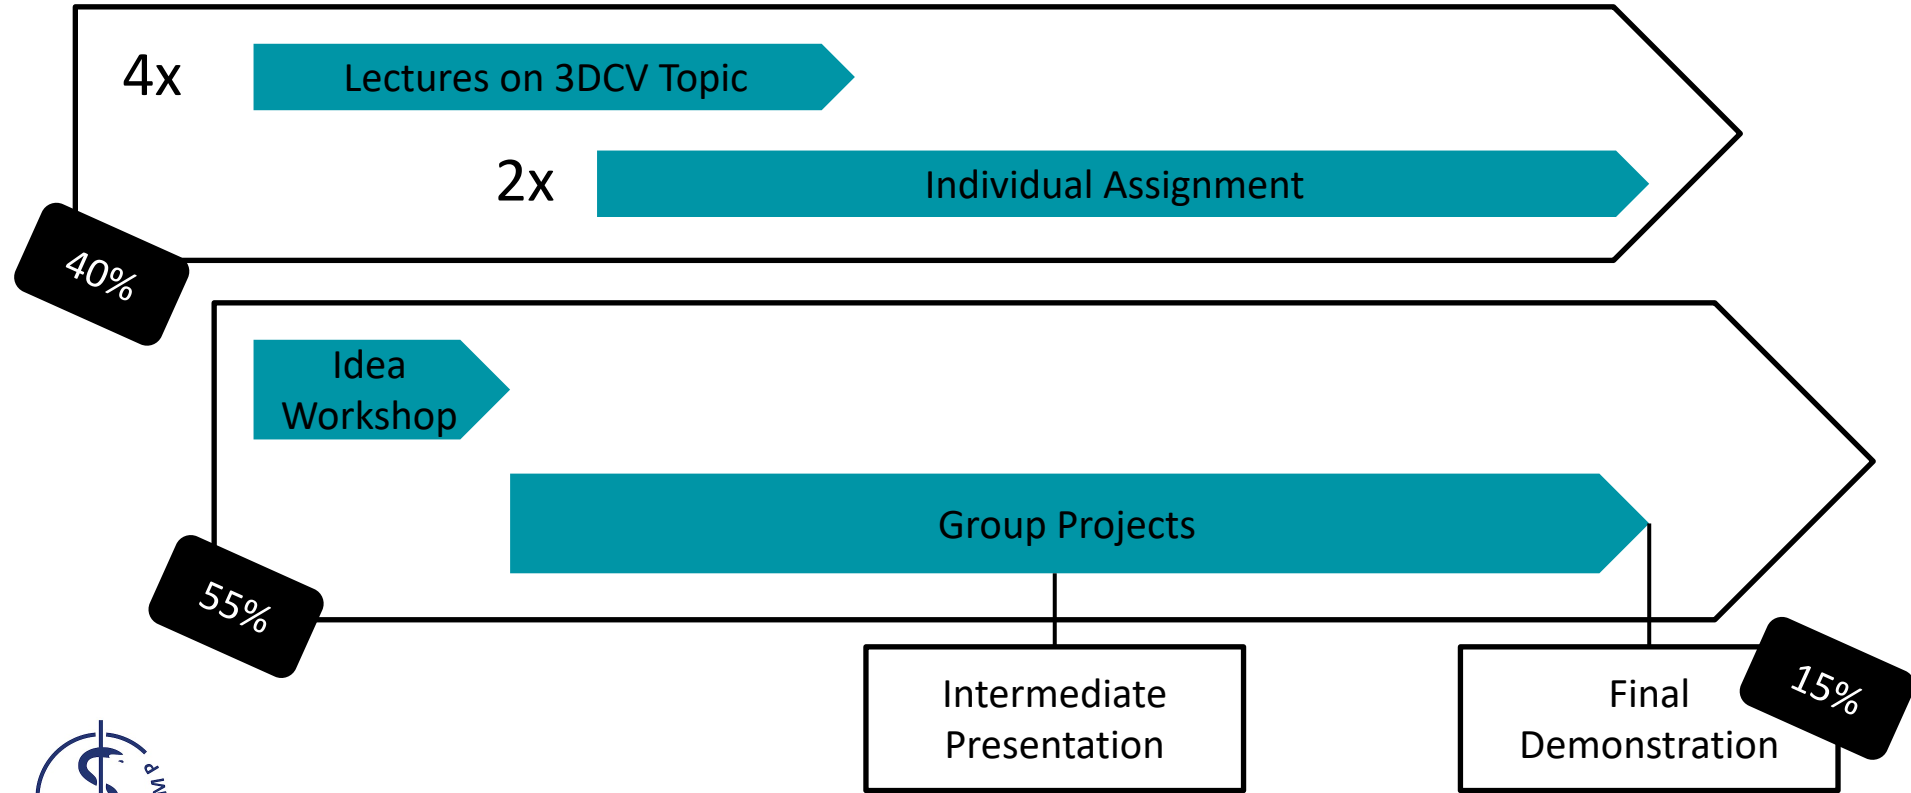 4x
Lectures on 3DCV Topic
2x
Individual Assignment
40%
Idea
Workshop
Group Projects
55%
Intermediate
Presentation
Final
Demonstration
15%